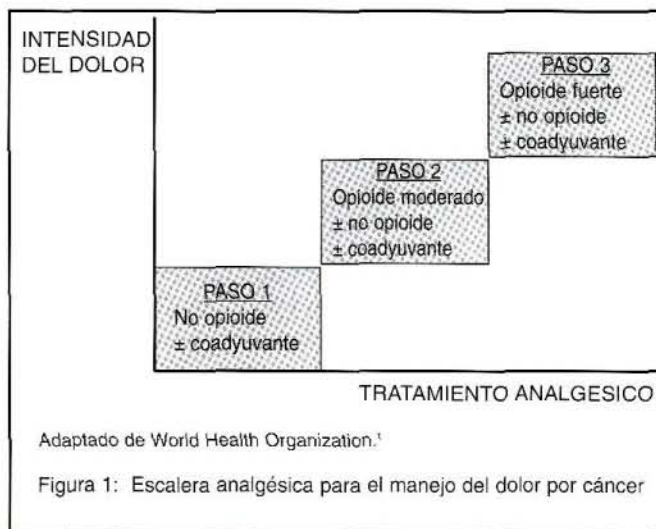 INTENSIDAD
DEL DOLOR
PASO 3
Opioide fuerte
± no opioide
± coadyuvante
PASO 2
Opioide moderado
± no opioide
± coadyuvante
PASO 1
No opioide
± coadyuvante
TRATAMIENTO ANALGESICO
Adaptado de World Health Organization.¹
Figura 1: Escalera analgésica para el manejo del dolor por cáncer